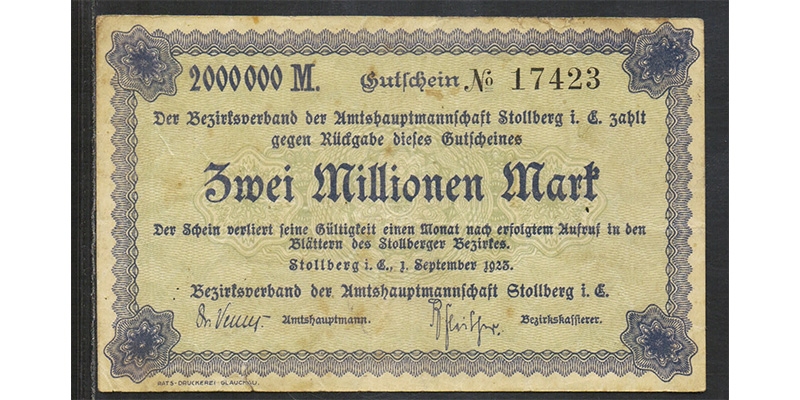 2000000 M. Gutschein № 17423
Der Bezirksverband der Amtshauptmannschaft Stollberg i. E. zahlt
gegen Rückgabe dieses Gutscheines
Zwei Millionen Mark
Der Schein verliert seine Gültigkeit einen Monat nach erfolgtem Aufruf in den
Blättern des Stollberger Bezirkes.
Stollberg i. E., 1. September 1923.
Bezirksverband der Amtshauptmannschaft Stollberg i. E.
Amtshauptmann. Bezirkskassierer.
RATS-DRUCKEREI GLAUCHAU.